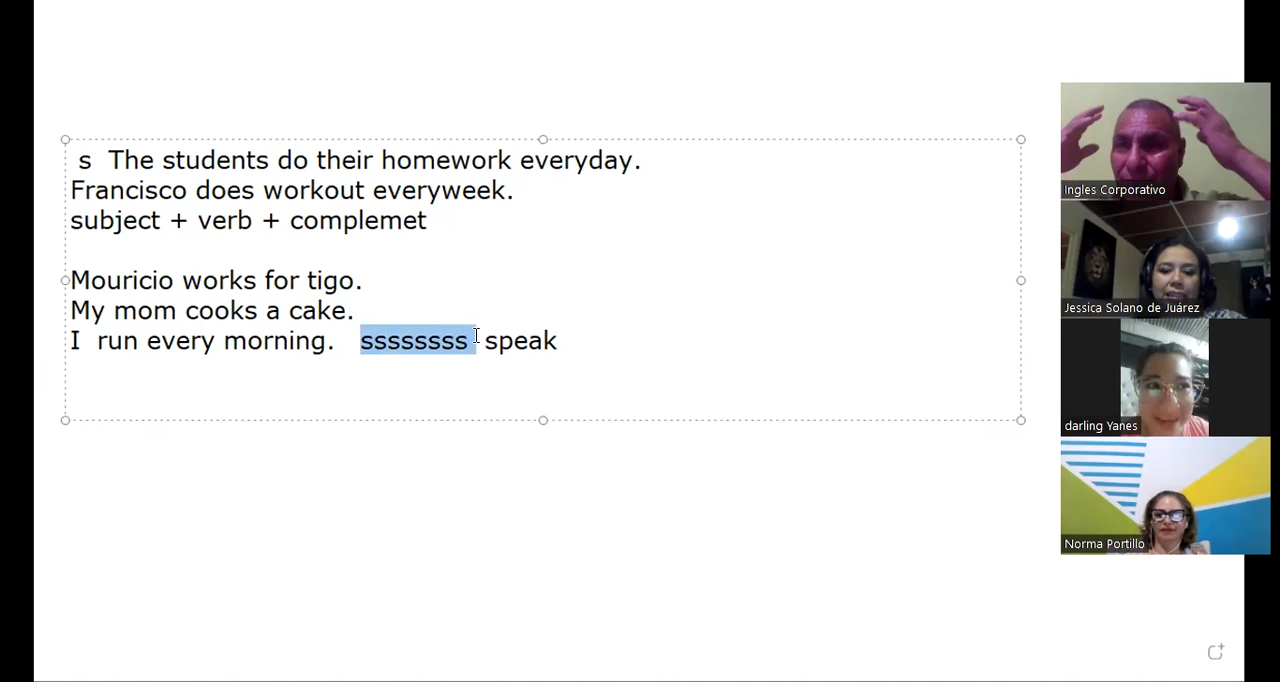 s The students do their homework everyday.
Francisco does workout everyweek.
subject + verb + complemet
Mouricio works for tigo.
My mom cooks a cake.
I run every morning. ssssssss speak
Ingles Corporativo
Jessica Solano de Juárez
darling Yanes
Norma Portillo